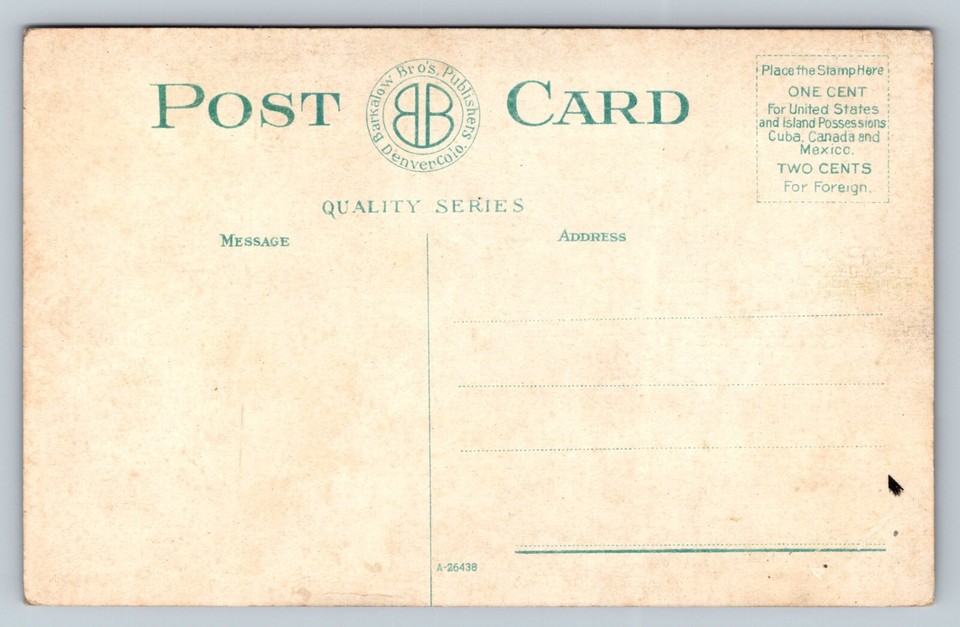 POST CARD
Barkalow Bro's. Publishers
Denver Colo.
BB
QUALITY SERIES
Place the Stamp Here
ONE CENT
For United States
and Island Possessions
Cuba, Canada and
Mexico.
TWO CENTS
For Foreign.
MESSAGE
ADDRESS
A-26438